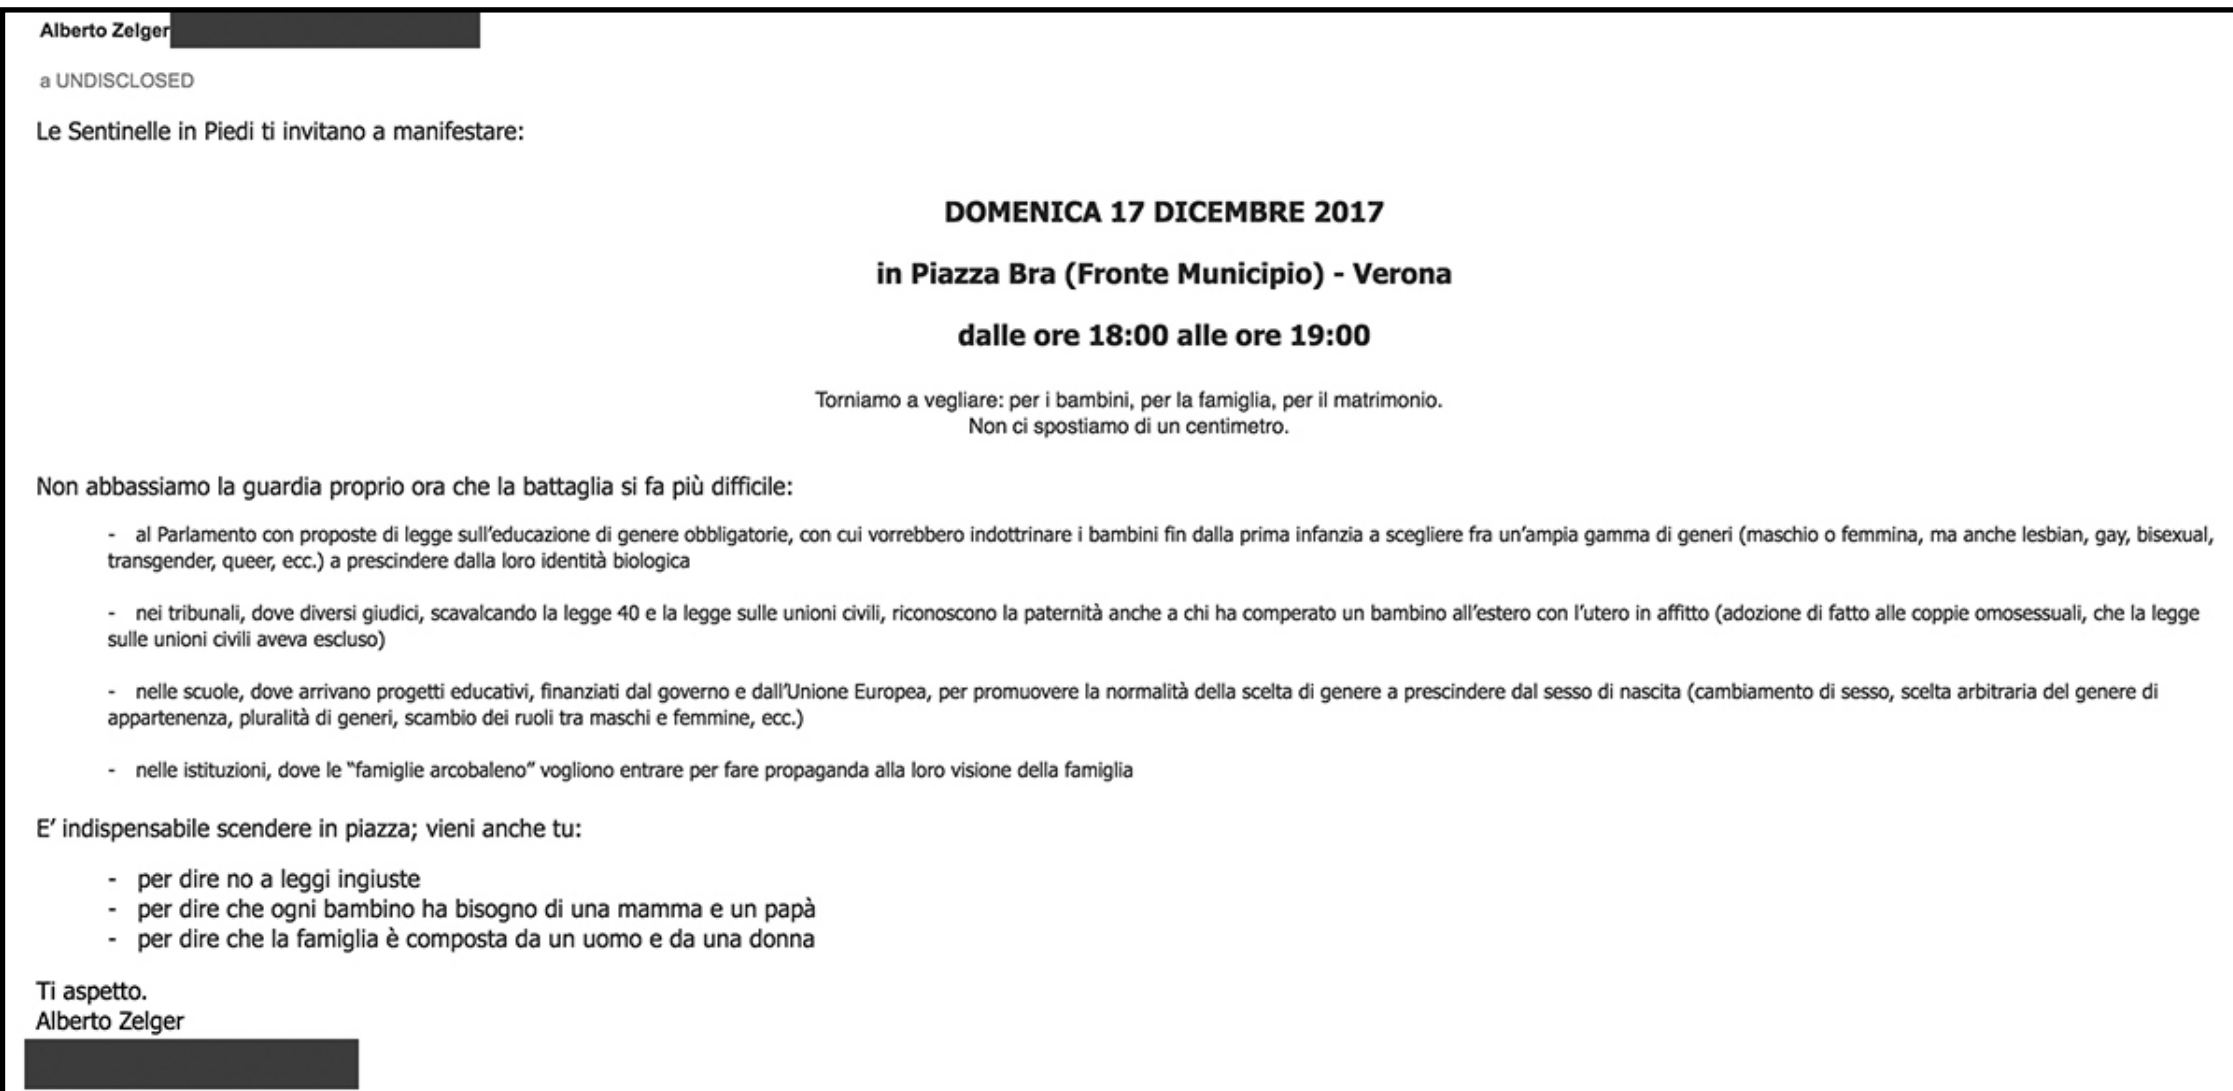 Alberto Zelger
a UNDISCLOSED
Le Sentinelle in Piedi ti invitano a manifestare:
DOMENICA 17 DICEMBRE 2017
in Piazza Bra (Fronte Municipio) - Verona
dalle ore 18:00 alle ore 19:00
Torniamo a vegliare: per i bambini, per la famiglia, per il matrimonio.
Non ci spostiamo di un centimetro.
Non abbassiamo la guardia proprio ora che la battaglia si fa più difficile:
- al Parlamento con proposte di legge sull'educazione di genere obbligatorie, con cui vorrebbero indottrinare i bambini fin dalla prima infanzia a scegliere fra un'ampia gamma di generi (maschio o femmina, ma anche lesbian, gay, bisexual,
transgender, queer, ecc.) a prescindere dalla loro identità biologica
- nei tribunali, dove diversi giudici, scavalcando la legge 40 e la legge sulle unioni civili, riconoscono la paternità anche a chi ha comperato un bambino all'estero con l'utero in affitto (adozione di fatto alle coppie omosessuali, che la legge
sulle unioni civili aveva escluso)
- nelle scuole, dove arrivano progetti educativi, finanziati dal governo e dall'Unione Europea, per promuovere la normalità della scelta di genere a prescindere dal sesso di nascita (cambiamento di sesso, scelta arbitraria del genere di
appartenenza, pluralità di generi, scambio dei ruoli tra maschi e femmine, ecc.)
- nelle istituzioni, dove le "famiglie arcobaleno" vogliono entrare per fare propaganda alla loro visione della famiglia
E' indispensabile scendere in piazza; vieni anche tu:
- per dire no a leggi ingiuste
- per dire che ogni bambino ha bisogno di una mamma e un papà
- per dire che la famiglia è composta da un uomo e da una donna
Ti aspetto.
Alberto Zelger